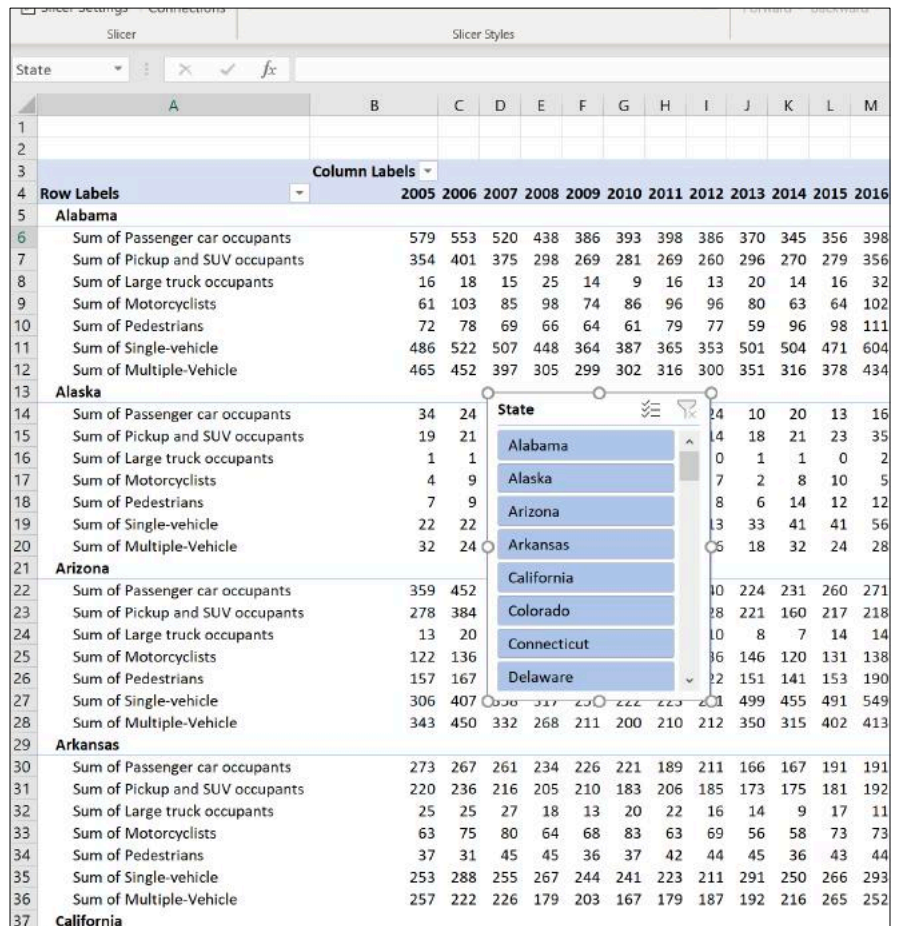 Slicer Settings Connections
Slicer Slicer Styles
State fx
A B C D E F G H I J K L M
1
2
3 Column Labels
4 Row Labels 2005 2006 2007 2008 2009 2010 2011 2012 2013 2014 2015 2016
5 Alabama
6 Sum of Passenger car occupants 579 553 520 438 386 393 398 386 370 345 356 398
7 Sum of Pickup and SUV occupants 354 401 375 298 269 281 269 260 296 270 279 356
8 Sum of Large truck occupants 16 18 15 25 14 9 16 13 20 14 16 32
9 Sum of Motorcyclists 61 103 85 98 74 86 96 96 80 63 64 102
10 Sum of Pedestrians 72 78 69 66 64 61 79 77 59 96 98 111
11 Sum of Single-vehicle 486 522 507 448 364 387 365 353 501 504 471 604
12 Sum of Multiple-Vehicle 465 452 397 305 299 302 316 300 351 316 378 434
13 Alaska
14 Sum of Passenger car occupants 34 24 10 20 13 16
15 Sum of Pickup and SUV occupants 19 21 18 21 23 35
16 Sum of Large truck occupants 1 1 0 1 1 0 2
17 Sum of Motorcyclists 4 9 7 2 8 10 5
18 Sum of Pedestrians 7 9 8 6 14 12 12
19 Sum of Single-vehicle 22 22 33 41 41 56
20 Sum of Multiple-Vehicle 32 24 18 32 24 28
21 Arizona
22 Sum of Passenger car occupants 359 452 224 231 260 271
23 Sum of Pickup and SUV occupants 278 384 221 160 217 218
24 Sum of Large truck occupants 13 20 8 7 14 14
25 Sum of Motorcyclists 122 136 146 120 131 138
26 Sum of Pedestrians 157 167 151 141 153 190
27 Sum of Single-vehicle 306 407 499 455 491 549
28 Sum of Multiple-Vehicle 343 450 332 268 211 200 210 212 350 315 402 413
29 Arkansas
30 Sum of Passenger car occupants 273 267 261 234 226 221 189 211 166 167 191 191
31 Sum of Pickup and SUV occupants 220 236 216 205 210 183 206 185 173 175 181 192
32 Sum of Large truck occupants 25 25 27 18 13 20 22 16 14 9 17 11
33 Sum of Motorcyclists 63 75 80 64 68 83 63 69 56 58 73 73
34 Sum of Pedestrians 37 31 45 45 36 37 42 44 45 36 43 44
35 Sum of Single-vehicle 253 288 255 267 244 241 223 211 291 250 266 293
36 Sum of Multiple-Vehicle 257 222 226 179 203 167 179 187 192 216 265 252
37 California
State
Alabama
Alaska
Arizona
Arkansas
California
Colorado
Connecticut
Delaware